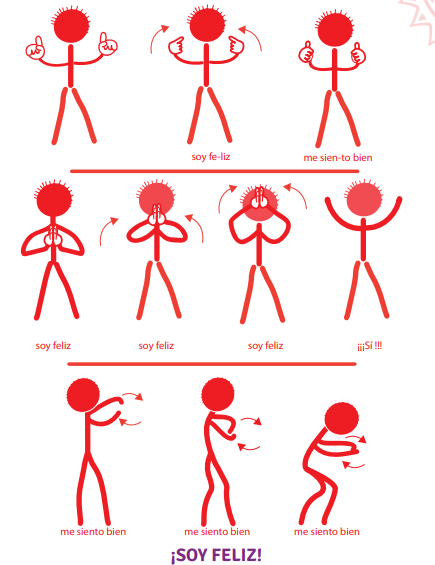 soy fe-liz
me sien-to bien
soy feliz
soy feliz
soy feliz
¡¡¡Sí !!!
me siento bien
me siento bien
me siento bien
¡SOY FELIZ!